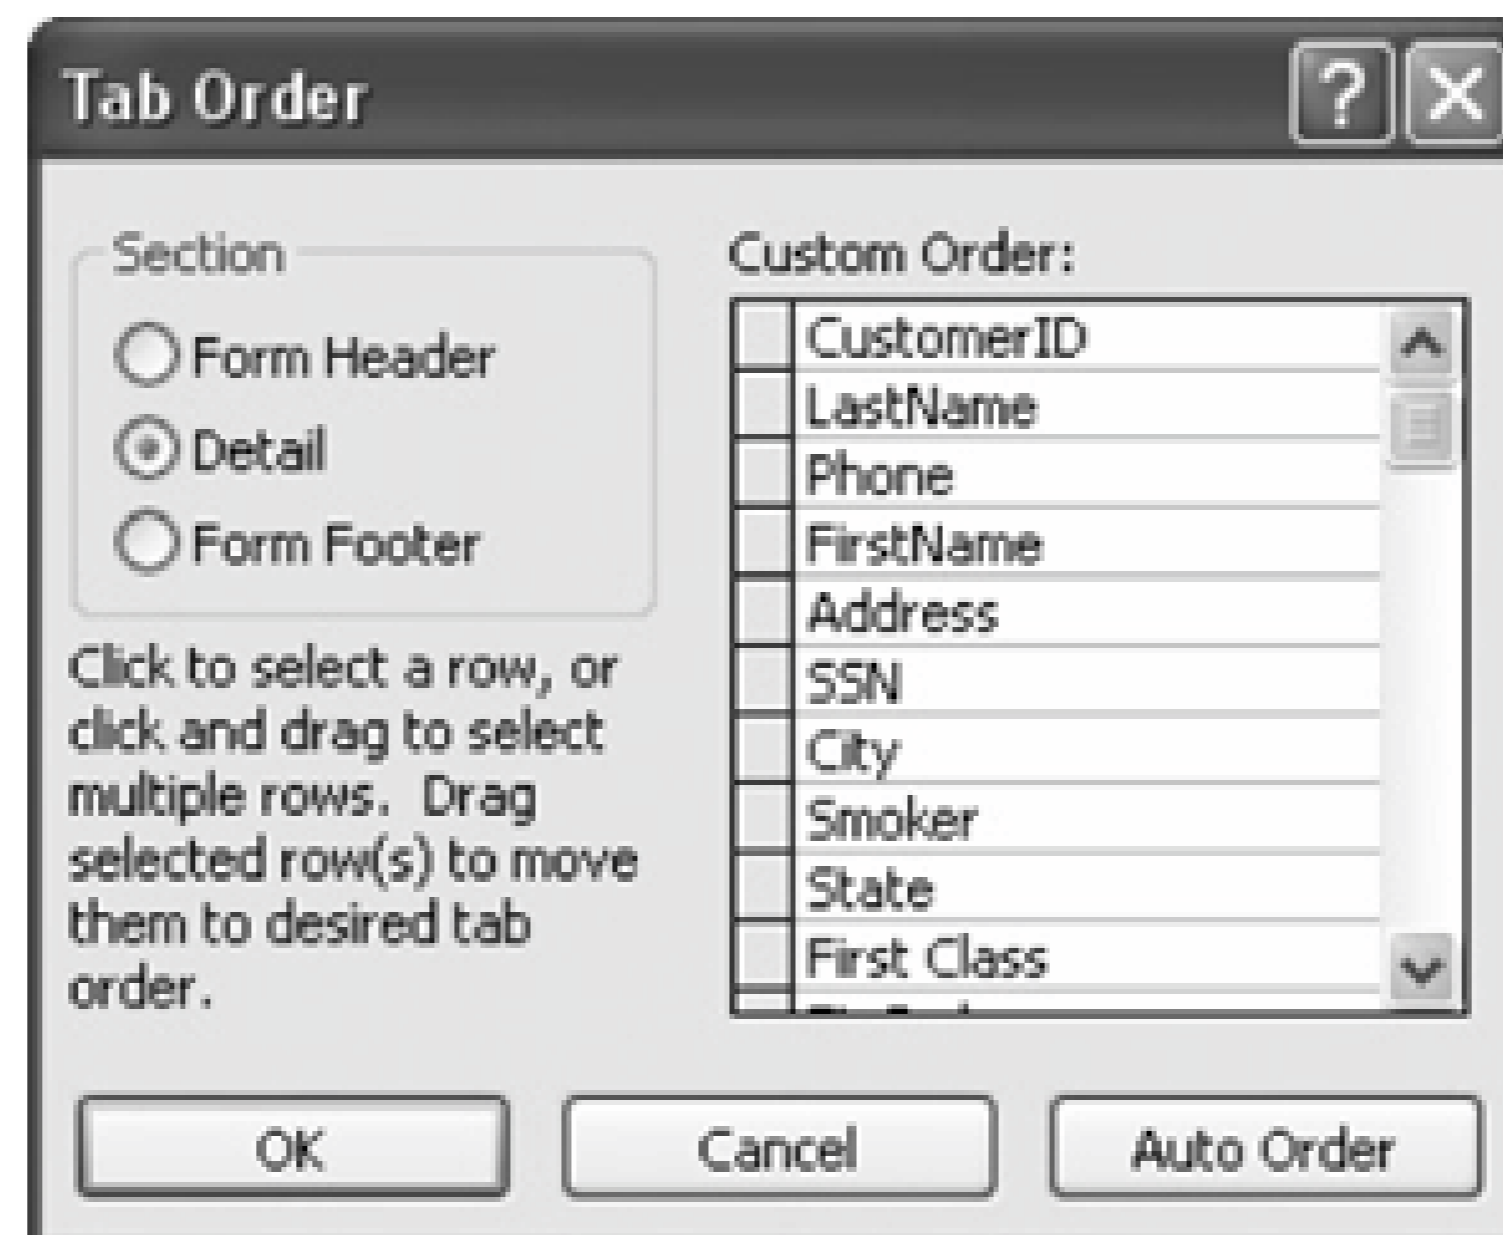 Tab Order
?
Section
Form Header
Detail
Form Footer
Click to select a row, or
click and drag to select
multiple rows.  Drag
selected row(s) to move
them to desired tab
order.
Custom Order:
CustomerID
LastName
Phone
FirstName
Address
SSN
City
Smoker
State
First Class
OK
Cancel
Auto Order